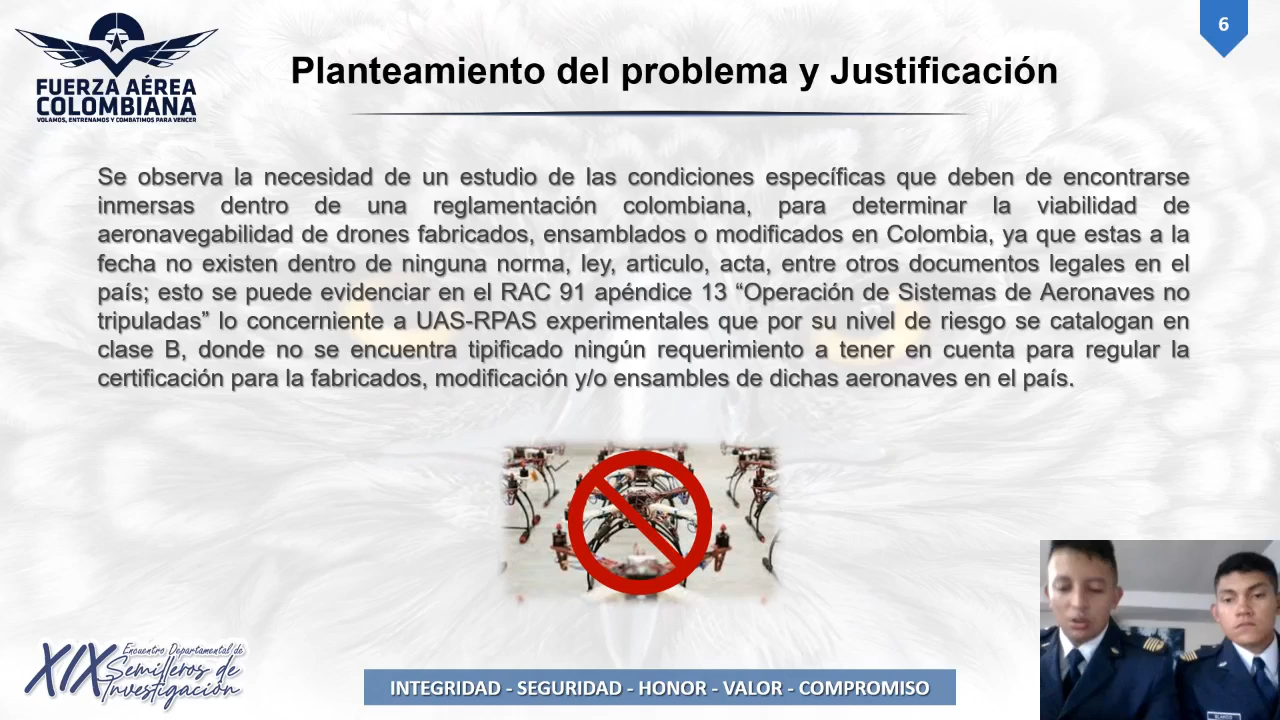 6
FUERZA AÉREA
COLOMBIANA
VOLAMOS, ENTRENAMOS Y COMBATIMOS PARA VENCER
Planteamiento del problema y Justificación
Se observa la necesidad de un estudio de las condiciones específicas que deben de encontrarse
inmersas dentro de una reglamentación colombiana, para determinar la viabilidad de
aeronavegabilidad de drones fabricados, ensamblados o modificados en Colombia, ya que estas a la
fecha no existen dentro de ninguna norma, ley, articulo, acta, entre otros documentos legales en el
país; esto se puede evidenciar en el RAC 91 apéndice 13 “Operación de Sistemas de Aeronaves no
tripuladas” lo concerniente a UAS-RPAS experimentales que por su nivel de riesgo se catalogan en
clase B, donde no se encuentra tipificado ningún requerimiento a tener en cuenta para regular la
certificación para la fabricados, modificación y/o ensambles de dichas aeronaves en el país.
XIX Encuentro Departamental de
Semilleros de
Investigación
INTEGRIDAD - SEGURIDAD - HONOR - VALOR - COMPROMISO